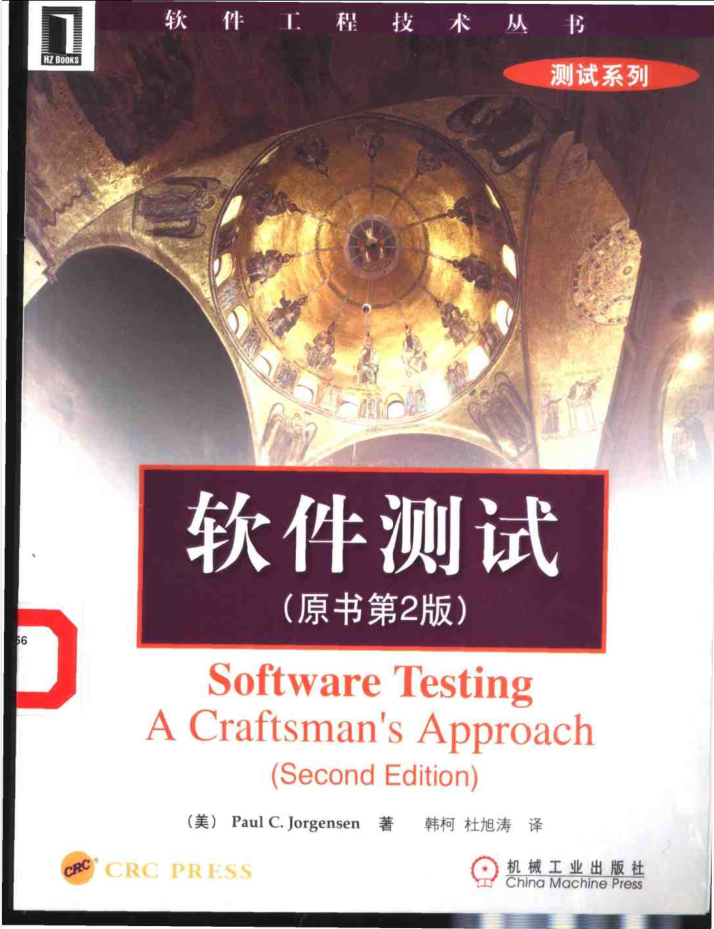 软件工程技术丛书
HZ BOOKS
测试系列
软件测试
(原书第2版)
56
Software Testing
A Craftsman's Approach
(Second Edition)
(美) Paul C. Jorgensen 著 韩柯 杜旭涛 译
CRC CRC PRESS
机械工业出版社
China Machine Press